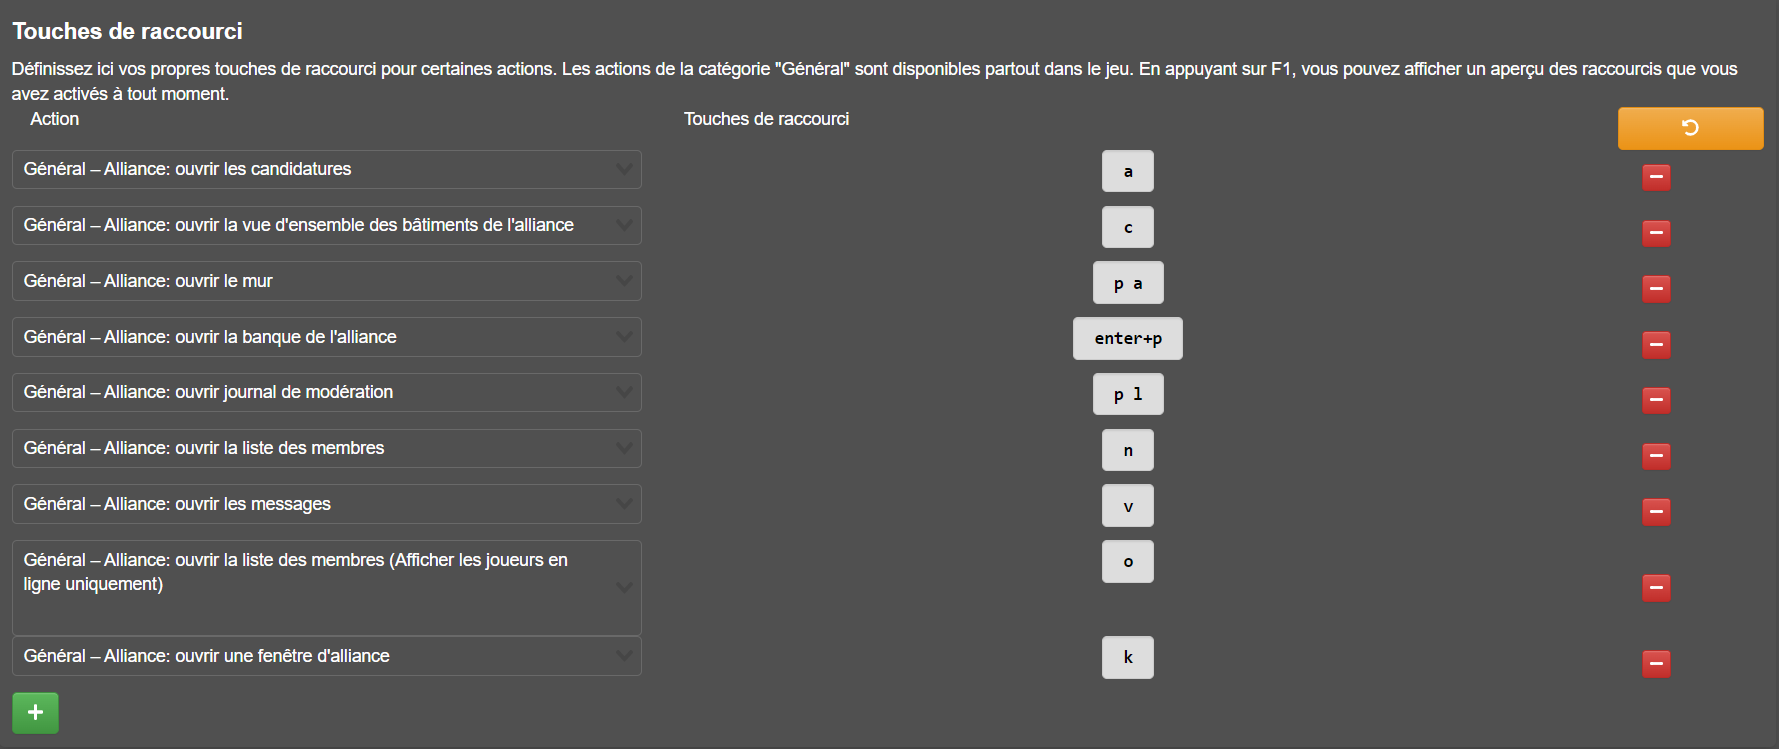 Touches de raccourci
Définissez ici vos propres touches de raccourci pour certaines actions. Les actions de la catégorie "Général" sont disponibles partout dans le jeu. En appuyant sur F1, vous pouvez afficher un aperçu des raccourcis que vous
avez activés à tout moment.
Action Touches de raccourci
Général – Alliance: ouvrir les candidatures a
Général – Alliance: ouvrir la vue d'ensemble des bâtiments de l'alliance c
Général – Alliance: ouvrir le mur p a
Général – Alliance: ouvrir la banque de l'alliance enter+p
Général – Alliance: ouvrir journal de modération p l
Général – Alliance: ouvrir la liste des membres n
Général – Alliance: ouvrir les messages v
Général – Alliance: ouvrir la liste des membres (Afficher les joueurs en o
ligne uniquement)
Général – Alliance: ouvrir une fenêtre d'alliance k